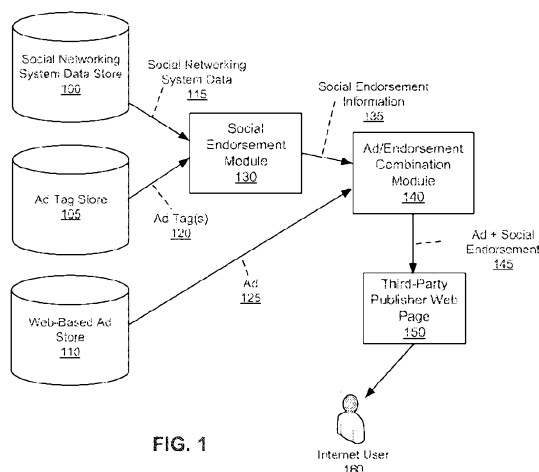 Social Networking
System Data Store
100
Social Networking
System Data
115
Social Endorsement
Information
135
Social
Endorsement
Module
130
Ad/Endorsement
Combination
Module
140
Ad Tag Store
105
Ad Tag(s)
120
Ad + Social
Endorsement
145
Ad
125
Third-Party
Publisher Web
Page
150
Web-Based Ad
Store
110
FIG. 1
Internet User
160